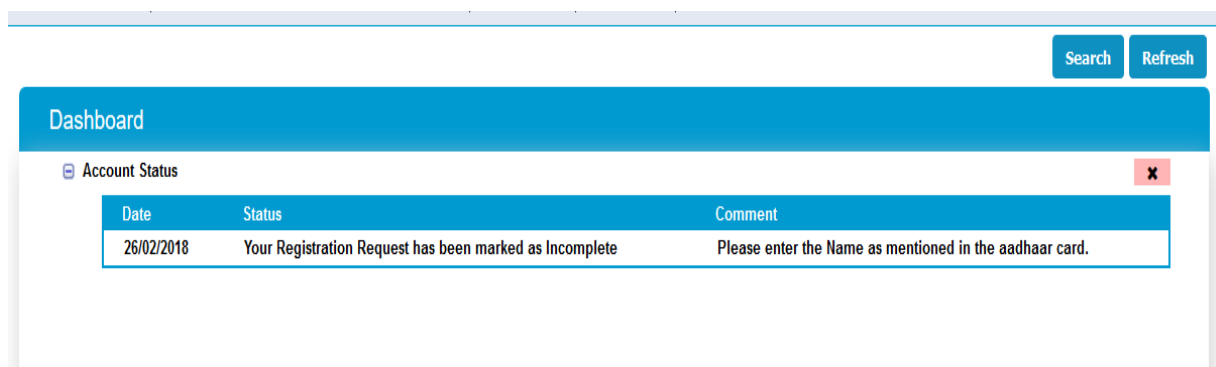 Search Refresh
Dashboard
Account Status
Date Status Comment
26/02/2018 Your Registration Request has been marked as Incomplete Please enter the Name as mentioned in the aadhaar card.